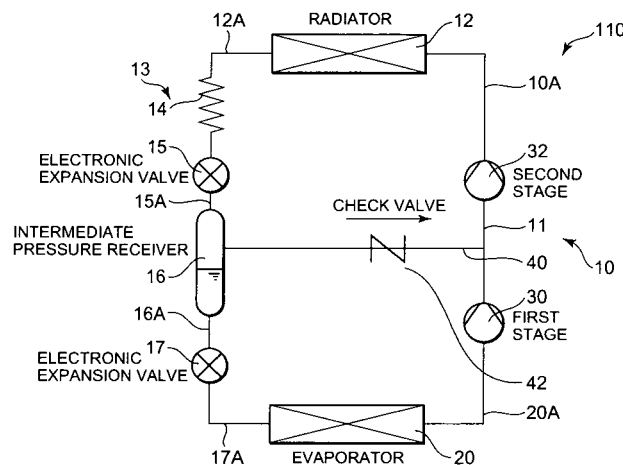 RADIATOR
12A
12
110
13
14
10A
15
32
ELECTRONIC
EXPANSION VALVE
SECOND
STAGE
15A
CHECK VALVE
11
INTERMEDIATE
PRESSURE RECEIVER
16
40
10
16A
30
FIRST
STAGE
17
ELECTRONIC
EXPANSION VALVE
42
20A
17A
EVAPORATOR
20